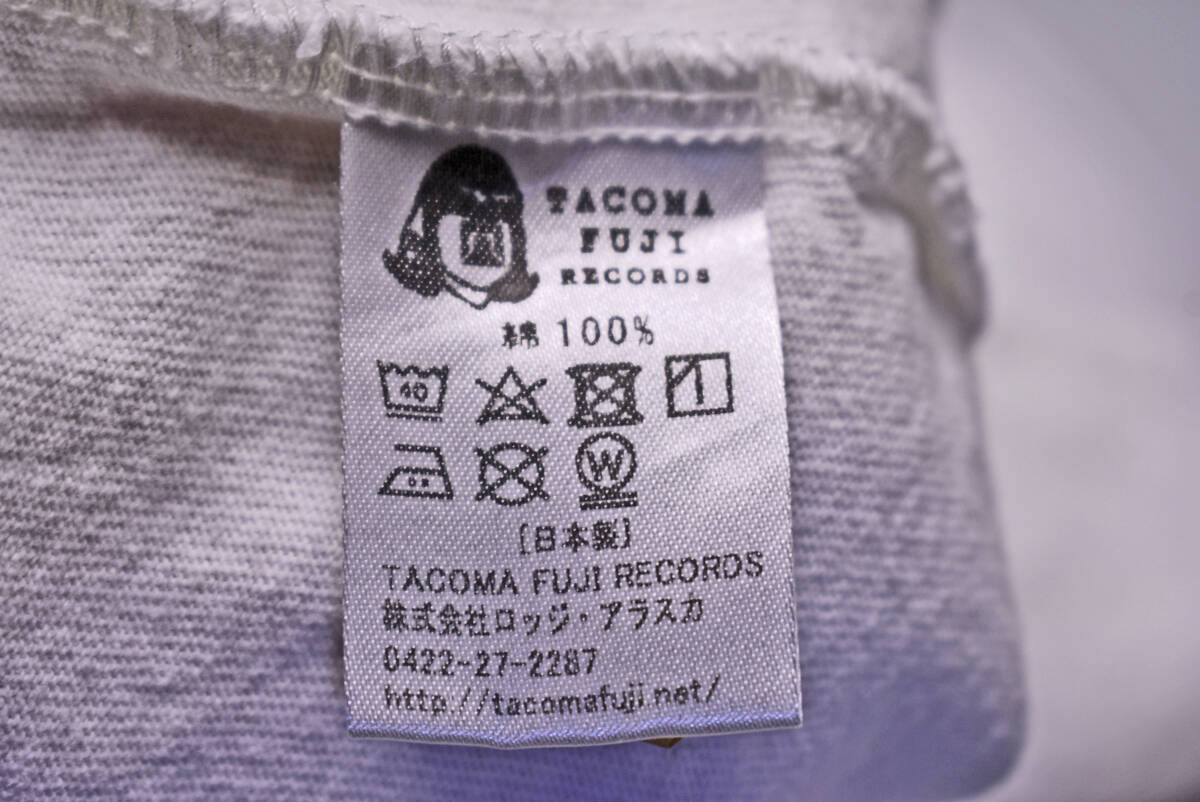 TACOMA
FUJI
RECORDS
綿 100%
40
W
[日本製]
TACOMA FUJI RECORDS
株式会社ロッジ・アラスカ
0422-27-2287
http://tacomafuji.net/